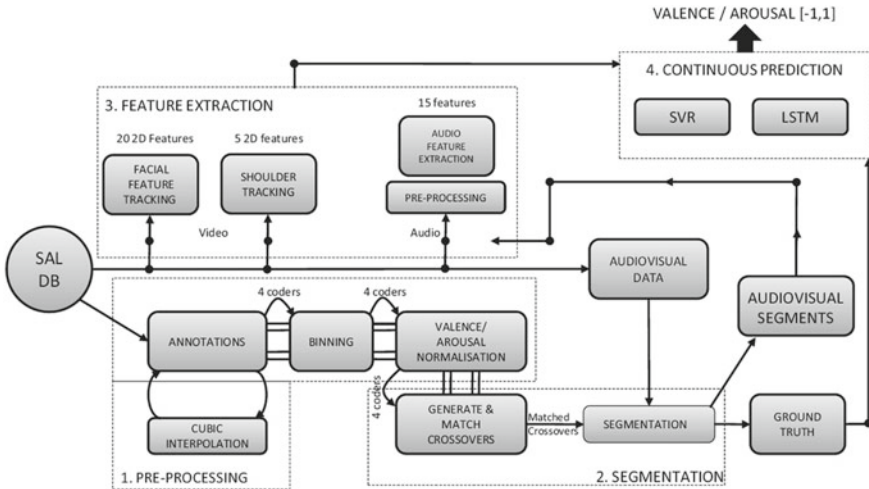 VALENCE / AROUSAL [-1,1]
4. CONTINUOUS PREDICTION
SVR
LSTM
3. FEATURE EXTRACTION
15 features
20 2D Features
5 2D features
AUDIO
FEATURE
EXTRACTION
FACIAL
FEATURE
TRACKING
SHOULDER
TRACKING
PRE-PROCESSING
Video
Audio
SAL
DB
AUDIOVISUAL
DATA
AUDIOVISUAL
SEGMENTS
4 coders
4 coders
ANNOTATIONS
BINNING
VALENCE/
AROUSAL
NORMALISATION
4 coders
CUBIC
INTERPOLATION
GENERATE &
MATCH
CROSSOVERS
Matched
Crossovers
SEGMENTATION
GROUND
TRUTH
1. PRE-PROCESSING
2. SEGMENTATION